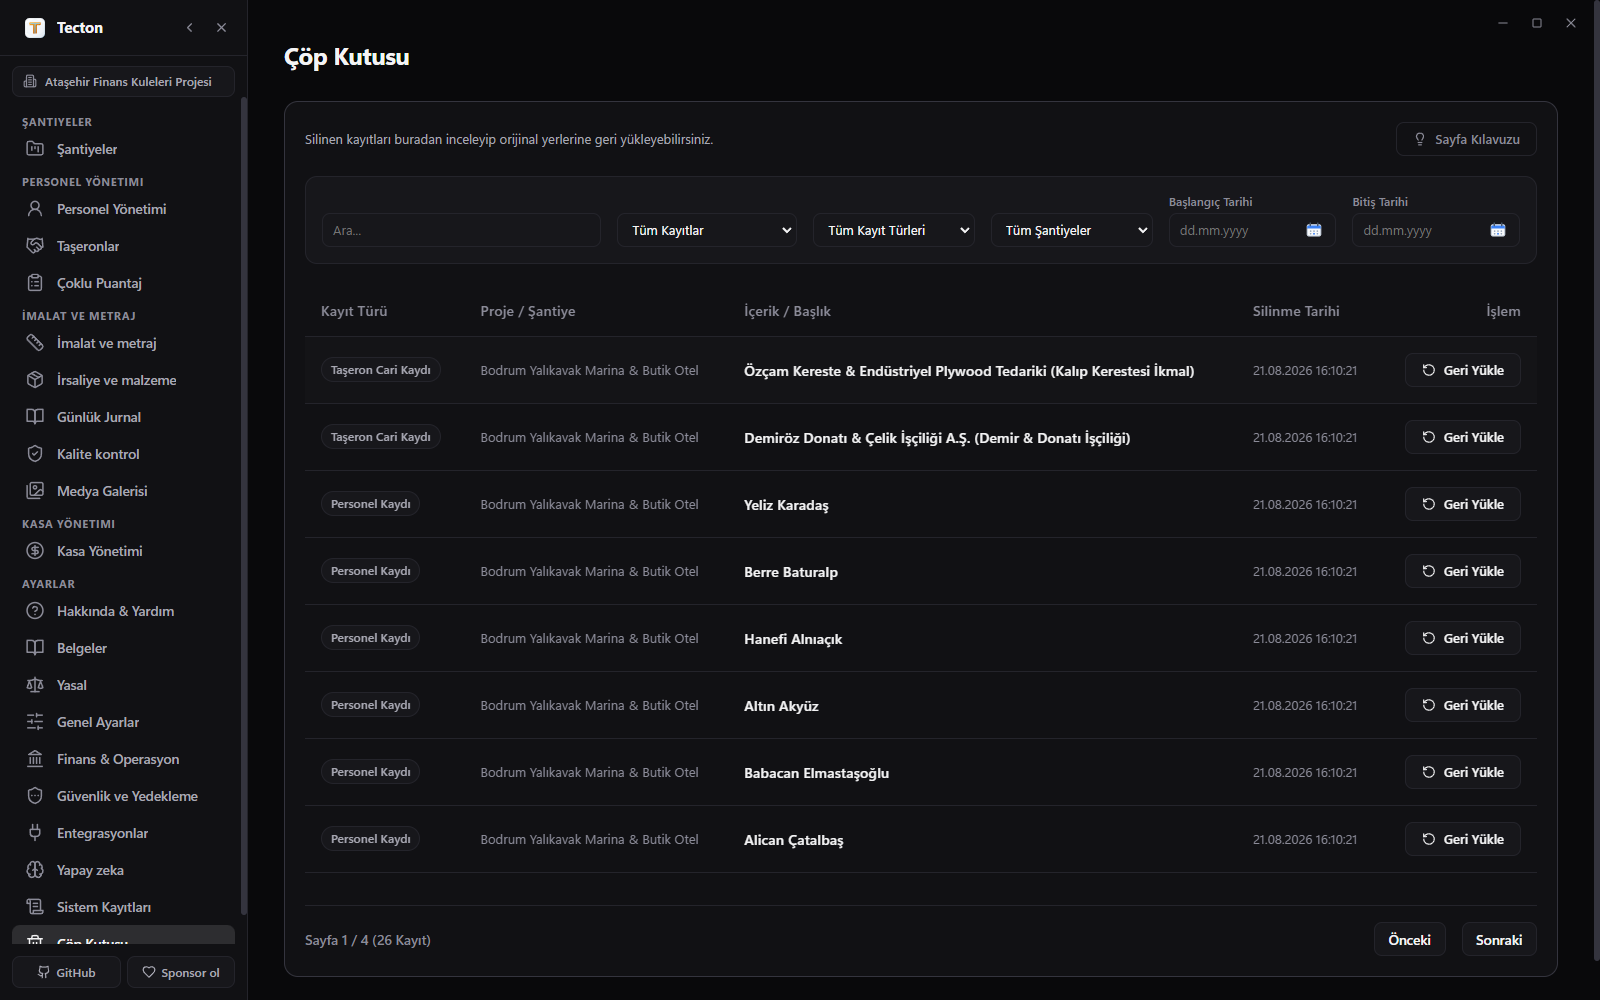 Tecton
Ataşehir Finans Kuleleri Projesi
ŞANTIYELER
Şantiyeler
PERSONEL YÖNETIMI
Personel Yönetimi
Taşeronlar
Çoklu Puantaj
İMALAT VE METRAJ
İmalat ve metraj
İrsaliye ve malzeme
Günlük Jurnal
Kalite kontrol
Medya Galerisi
KASA YÖNETIMI
Kasa Yönetimi
AYARLAR
Hakkında & Yardım
Belgeler
Yasal
Genel Ayarlar
Finans & Operasyon
Güvenlik ve Yedekleme
Entegrasyonlar
Yapay zeka
Sistem Kayıtları
Çöp Kutusu
GitHub
Sponsor ol
Çöp Kutusu
Silinen kayıtları buradan inceleyip orijinal yerlerine geri yükleyebilirsiniz.
Sayfa Kılavuzu
Başlangıç Tarihi
Bitiş Tarihi
Ara...
Tüm Kayıtlar
Tüm Kayıt Türleri
Tüm Şantiyeler
dd.mm.yyyy
dd.mm.yyyy
Kayıt Türü Proje / Şantiye İçerik / Başlık Silinme Tarihi İşlem
Taşeron Cari Kaydı Bodrum Yalıkavak Marina & Butik Otel Özçam Kereste & Endüstriyel Plywood Tedariki (Kalıp Kerestesi İkmal) 21.08.2026 16:10:21 Geri Yükle
Taşeron Cari Kaydı Bodrum Yalıkavak Marina & Butik Otel Demiröz Donatı & Çelik İşçiliği A.Ş. (Demir & Donatı İşçiliği) 21.08.2026 16:10:21 Geri Yükle
Personel Kaydı Bodrum Yalıkavak Marina & Butik Otel Yeliz Karadaş 21.08.2026 16:10:21 Geri Yükle
Personel Kaydı Bodrum Yalıkavak Marina & Butik Otel Berre Baturalp 21.08.2026 16:10:21 Geri Yükle
Personel Kaydı Bodrum Yalıkavak Marina & Butik Otel Hanefi Alnıaçık 21.08.2026 16:10:21 Geri Yükle
Personel Kaydı Bodrum Yalıkavak Marina & Butik Otel Altın Akyüz 21.08.2026 16:10:21 Geri Yükle
Personel Kaydı Bodrum Yalıkavak Marina & Butik Otel Babacan Elmastaşoğlu 21.08.2026 16:10:21 Geri Yükle
Personel Kaydı Bodrum Yalıkavak Marina & Butik Otel Alican Çatalbaş 21.08.2026 16:10:21 Geri Yükle
Sayfa 1 / 4 (26 Kayıt)
Önceki
Sonraki